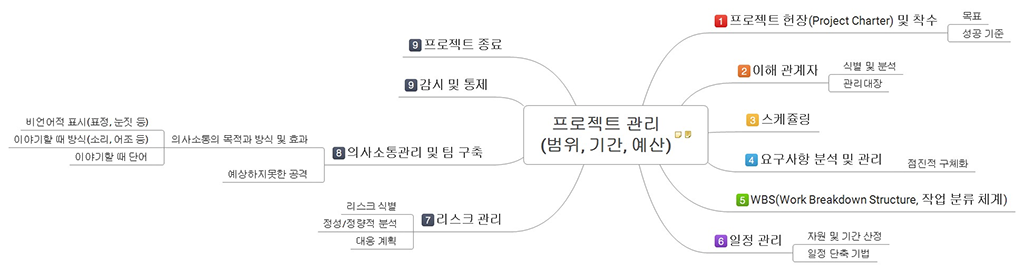 프로젝트 관리
(범위, 기간, 예산)
1 프로젝트 헌장(Project Charter) 및 착수
목표
성공 기준
2 이해 관계자
식별 및 분석
관리대장
3 스케쥴링
4 요구사항 분석 및 관리
점진적 구체화
5 WBS(Work Breakdown Structure, 작업 분류 체계)
6 일정 관리
자원 및 기간 산정
일정 단축 기법
7 리스크 관리
리스크 식별
정성/정량적 분석
대응 계획
8 의사소통관리 및 팀 구축
의사소통의 목적과 방식 및 효과
비언어적 표시(표정, 눈짓 등)
이야기할 때 방식(소리, 어조 등)
이야기할 때 단어
예상하지못한 공격
9 감시 및 통제
9 프로젝트 종료